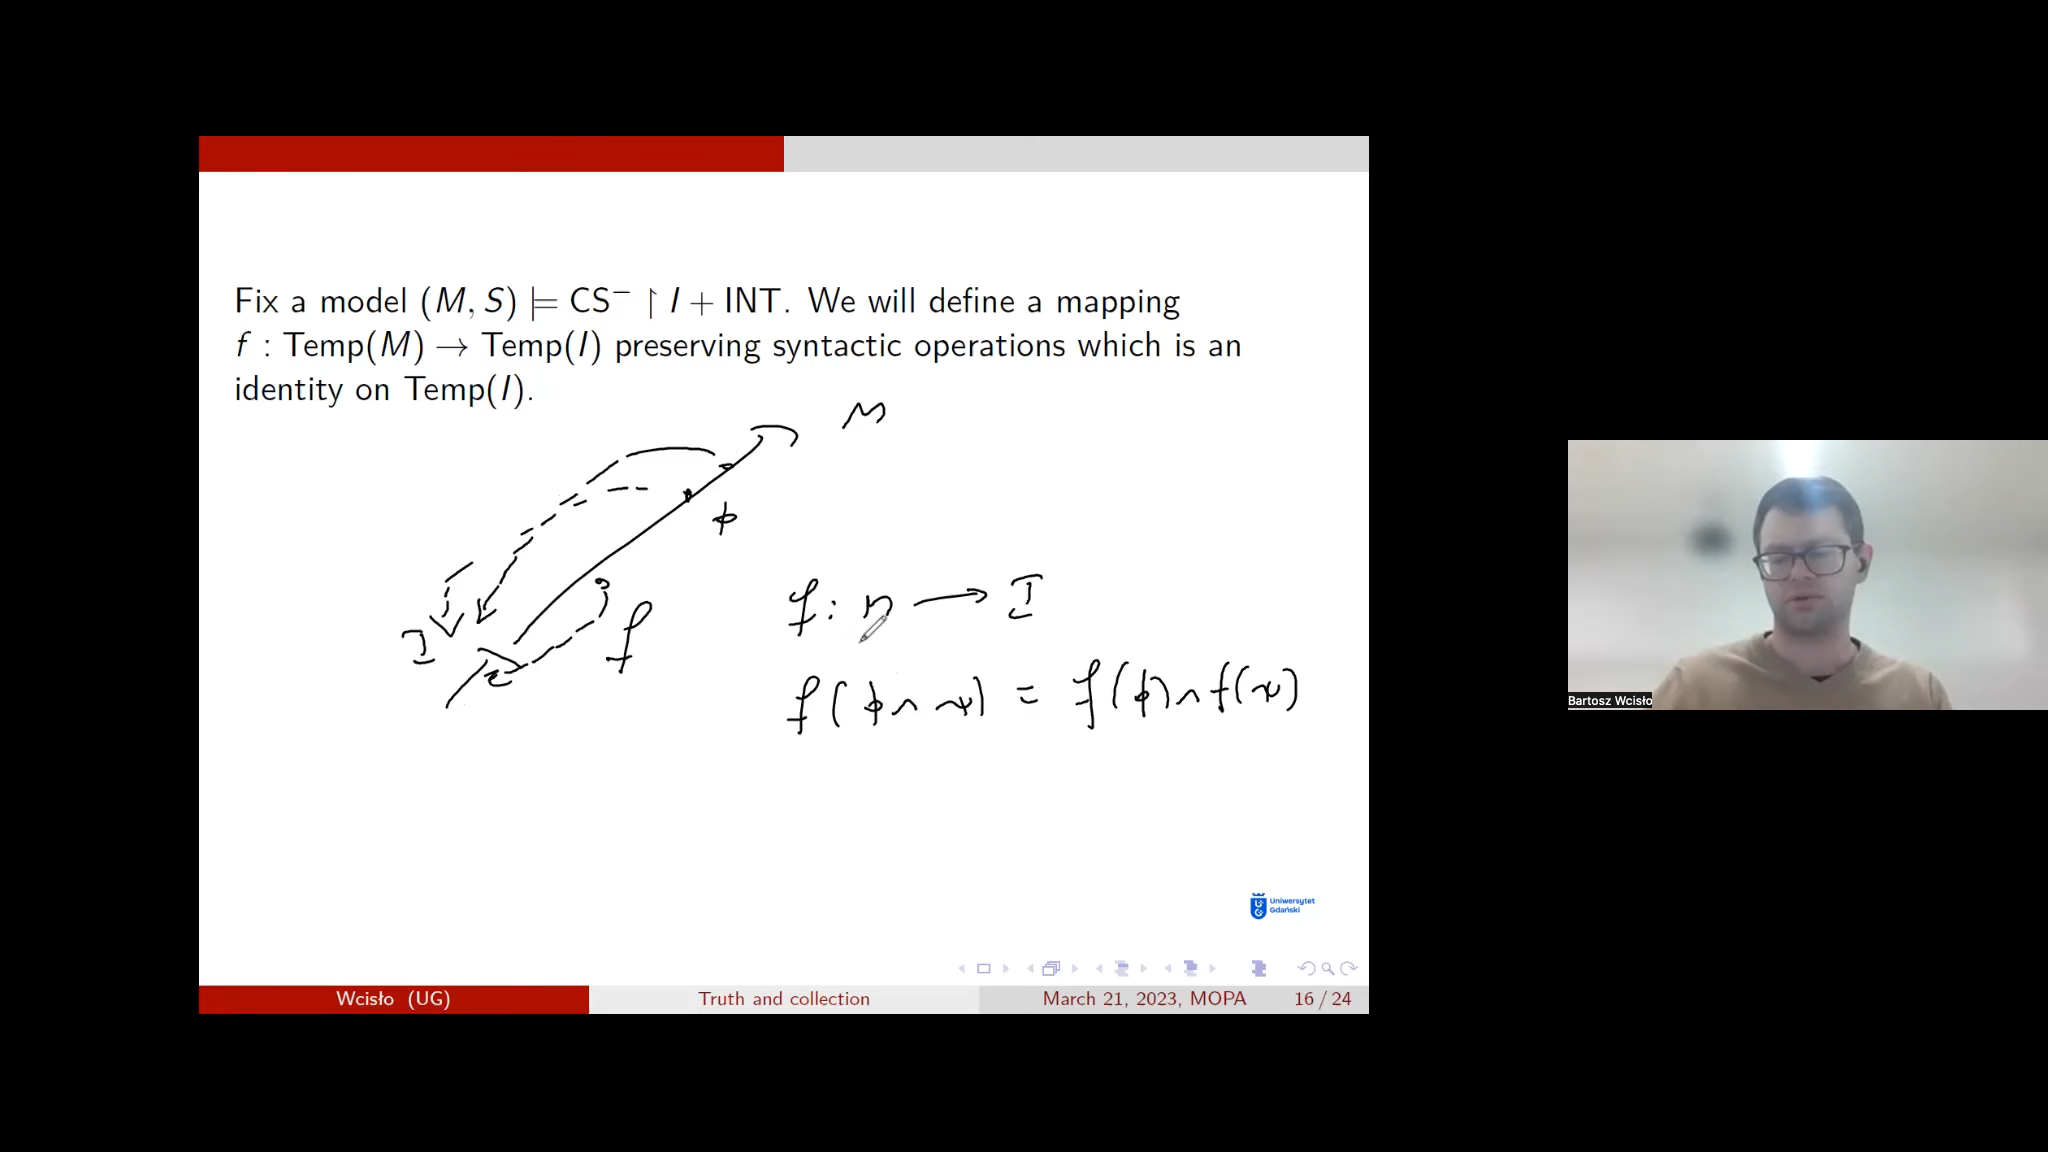 Fix a model (M, S) ⊨ CS⁻ ↾ I + INT. We will define a mapping
f : Temp(M) → Temp(I) preserving syntactic operations which is an
identity on Temp(I).
M
ϕ
I
f
f : M → I
f(ϕ ∧ ψ) = f(ϕ) ∧ f(ψ)
Bartosz Wcisło
Uniwersytet
Gdański
Wcisło (UG) Truth and collection March 21, 2023, MOPA 16 / 24